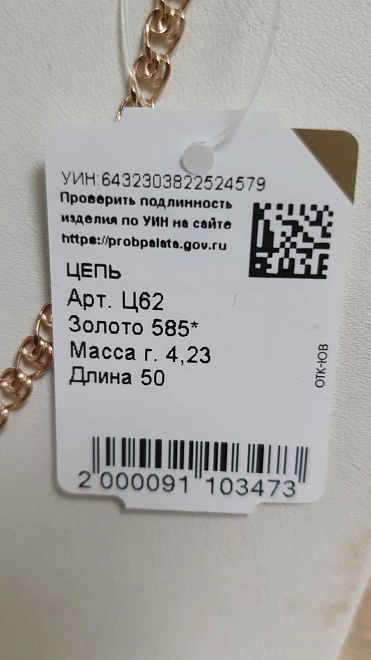 УИН:6432303822524579
Проверить подлинность
изделия по УИН на сайте
https://probpalata.gov.ru
ЦЕПЬ
Арт. Ц62
Золото 585*
Масса г. 4,23
Длина 50
ОТК-ЮВ
2 000091 103473